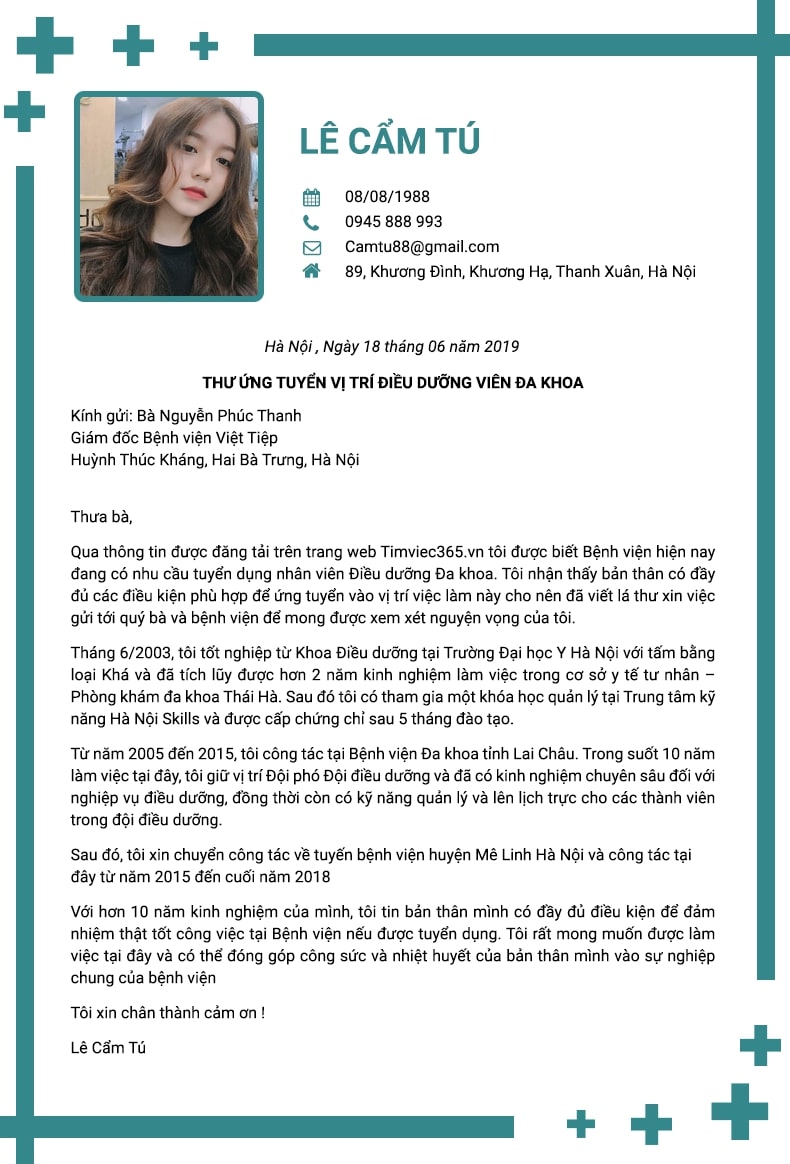 LÊ CẨM TÚ
08/08/1988
0945 888 993
Camtu88@gmail.com
89, Khương Đình, Khương Hạ, Thanh Xuân, Hà Nội
Hà Nội , Ngày 18 tháng 06 năm 2019
THƯ ỨNG TUYỂN VỊ TRÍ ĐIỀU DƯỠNG VIÊN ĐA KHOA
Kính gửi: Bà Nguyễn Phúc Thanh
Giám đốc Bệnh viện Việt Tiệp
Huỳnh Thúc Kháng, Hai Bà Trưng, Hà Nội
Thưa bà,
Qua thông tin được đăng tải trên trang web Timviec365.vn tôi được biết Bệnh viện hiện nay
đang có nhu cầu tuyển dụng nhân viên Điều dưỡng Đa khoa. Tôi nhận thấy bản thân có đầy
đủ các điều kiện phù hợp để ứng tuyển vào vị trí việc làm này cho nên đã viết lá thư xin việc
gửi tới quý bà và bệnh viện để mong được xem xét nguyện vọng của tôi.
Tháng 6/2003, tôi tốt nghiệp từ Khoa Điều dưỡng tại Trường Đại học Y Hà Nội với tấm bằng
loại Khá và đã tích lũy được hơn 2 năm kinh nghiệm làm việc trong cơ sở y tế tư nhân –
Phòng khám đa khoa Thái Hà. Sau đó tôi có tham gia một khóa học quản lý tại Trung tâm kỹ
năng Hà Nội Skills và được cấp chứng chỉ sau 5 tháng đào tạo.
Từ năm 2005 đến 2015, tôi công tác tại Bệnh viện Đa khoa tỉnh Lai Châu. Trong suốt 10 năm
làm việc tại đây, tôi giữ vị trí Đội phó Đội điều dưỡng và đã có kinh nghiệm chuyên sâu đối với
nghiệp vụ điều dưỡng, đồng thời còn có kỹ năng quản lý và lên lịch trực cho các thành viên
trong đội điều dưỡng.
Sau đó, tôi xin chuyển công tác về tuyến bệnh viện huyện Mê Linh Hà Nội và công tác tại
đây từ năm 2015 đến cuối năm 2018
Với hơn 10 năm kinh nghiệm của mình, tôi tin bản thân mình có đầy đủ điều kiện để đảm
nhiệm thật tốt công việc tại Bệnh viện nếu được tuyển dụng. Tôi rất mong muốn được làm
việc tại đây và có thể đóng góp công sức và nhiệt huyết của bản thân mình vào sự nghiệp
chung của bệnh viện
Tôi xin chân thành cảm ơn !
Lê Cẩm Tú